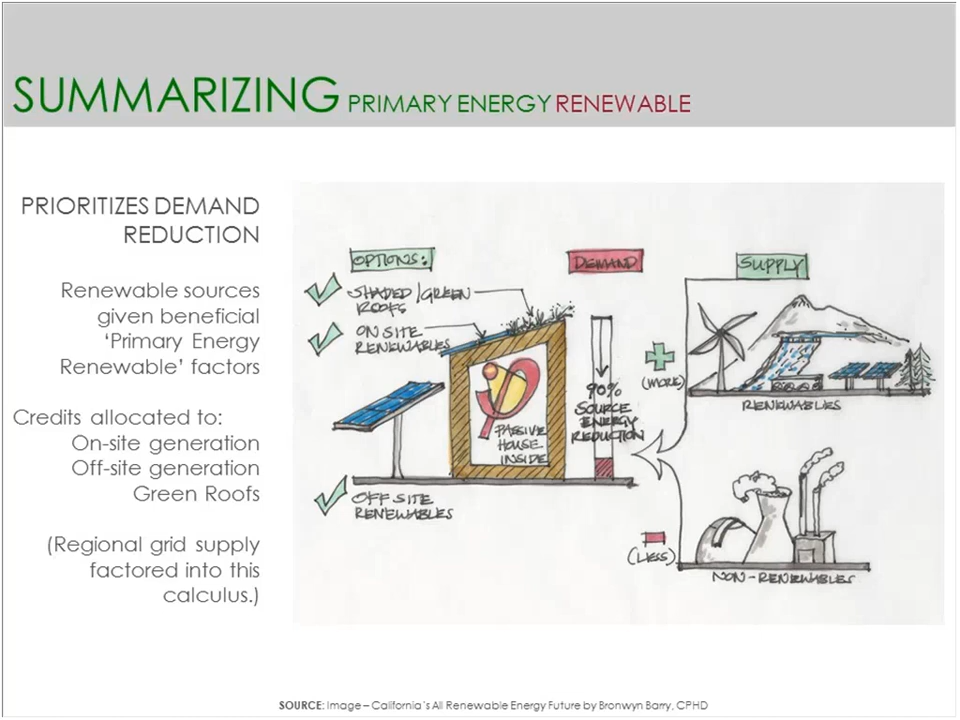 SUMMARIZING PRIMARY ENERGY RENEWABLE
PRIORITIZES DEMAND
REDUCTION
Renewable sources
given beneficial
‘Primary Energy
Renewable’ factors
Credits allocated to:
On-site generation
Off-site generation
Green Roofs
(Regional grid supply
factored into this
calculus.)
OPTIONS:
SHADED/GREEN
ROOFS
ON SITE
RENEWABLES
PASSIVE
HOUSE
INSIDE
OFF SITE
RENEWABLES
DEMAND
90%
SOURCE
ENERGY
REDUCTION
SUPPLY
(MORE)
RENEWABLES
(LESS)
NON-RENEWABLES
SOURCE: Image – California’s All Renewable Energy Future by Bronwyn Barry, CPHD